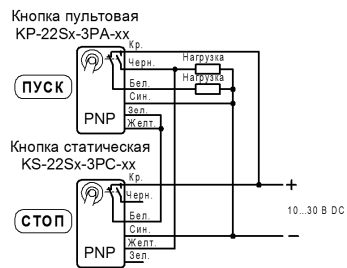 Кнопка пультовая
KP-22Sx-3PA-xx
Кр.
Нагрузка
Черн.
ПУСК
Нагрузка
Бел.
Син.
Зел.
PNP
Желт.
Кнопка статическая
KS-22Sx-3PC-xx
Кр.
+
Черн.
10...30 В DC
СТОП
Бел.
Син.
–
Желт.
PNP
Зел.